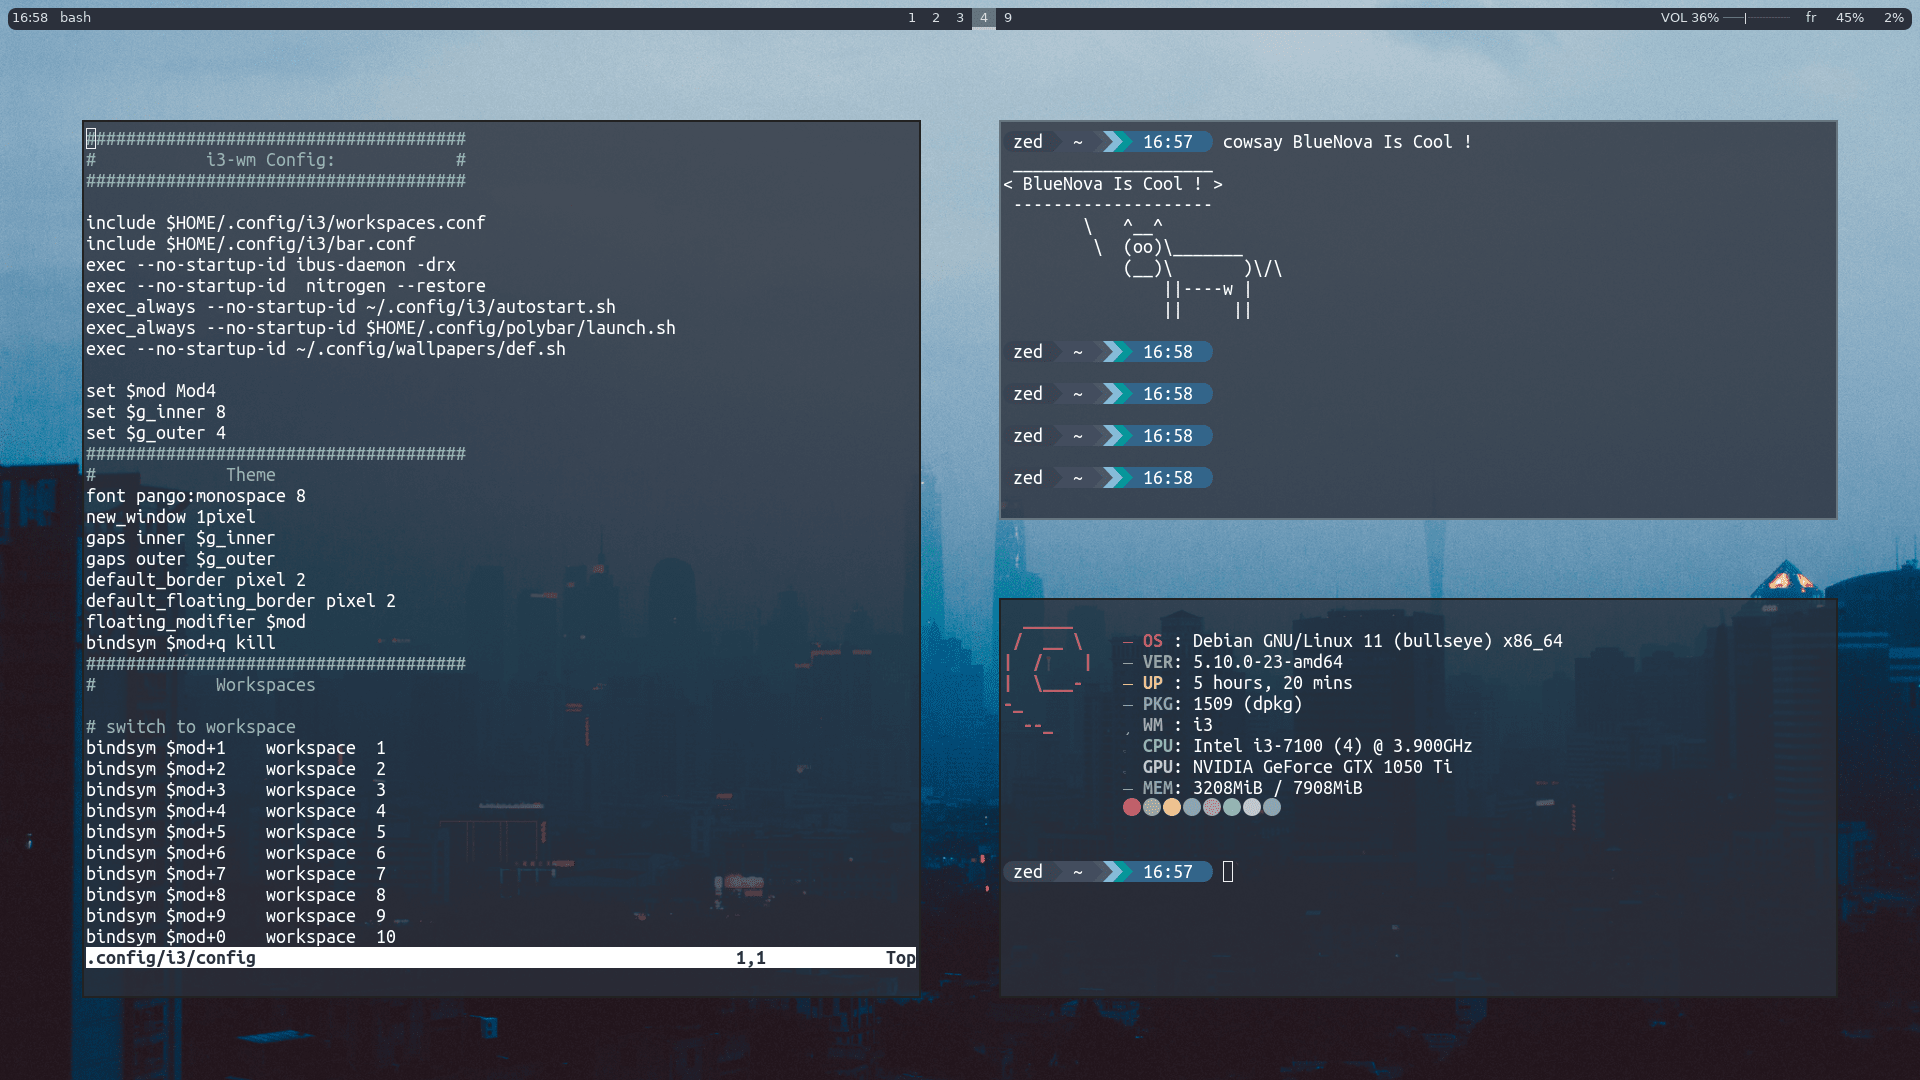 16:58 bash
1 2 3 4 9
VOL 36% fr 45% 2%
######################################
# i3-wm Config: #
######################################
include $HOME/.config/i3/workspaces.conf
include $HOME/.config/i3/bar.conf
exec --no-startup-id ibus-daemon -drx
exec --no-startup-id  nitrogen --restore
exec_always --no-startup-id ~/.config/i3/autostart.sh
exec_always --no-startup-id $HOME/.config/polybar/launch.sh
exec --no-startup-id ~/.config/wallpapers/def.sh
set $mod Mod4
set $g_inner 8
set $g_outer 4
######################################
# Theme
font pango:monospace 8
new_window 1pixel
gaps inner $g_inner
gaps outer $g_outer
default_border pixel 2
default_floating_border pixel 2
floating_modifier $mod
bindsym $mod+q kill
######################################
# Workspaces
# switch to workspace
bindsym $mod+1    workspace  1
bindsym $mod+2    workspace  2
bindsym $mod+3    workspace  3
bindsym $mod+4    workspace  4
bindsym $mod+5    workspace  5
bindsym $mod+6    workspace  6
bindsym $mod+7    workspace  7
bindsym $mod+8    workspace  8
bindsym $mod+9    workspace  9
bindsym $mod+0    workspace  10
.config/i3/config 1,1 Top
zed ~ 16:57 cowsay BlueNova Is Cool !
 ____________________
< BlueNova Is Cool ! >
 --------------------
        \   ^__^
         \  (oo)\_______
            (__)\       )\/\
                ||----w |
                ||     ||
zed ~ 16:58
zed ~ 16:58
zed ~ 16:58
zed ~ 16:58
— OS : Debian GNU/Linux 11 (bullseye) x86_64
— VER: 5.10.0-23-amd64
— UP : 5 hours, 20 mins
— PKG: 1509 (dpkg)
WM : i3
CPU: Intel i3-7100 (4) @ 3.900GHz
GPU: NVIDIA GeForce GTX 1050 Ti
— MEM: 3208MiB / 7908MiB
zed ~ 16:57